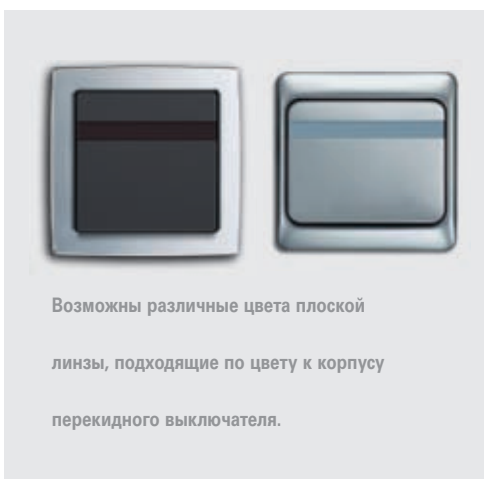 Возможны различные цвета плоской
линзы, подходящие по цвету к корпусу
перекидного выключателя.